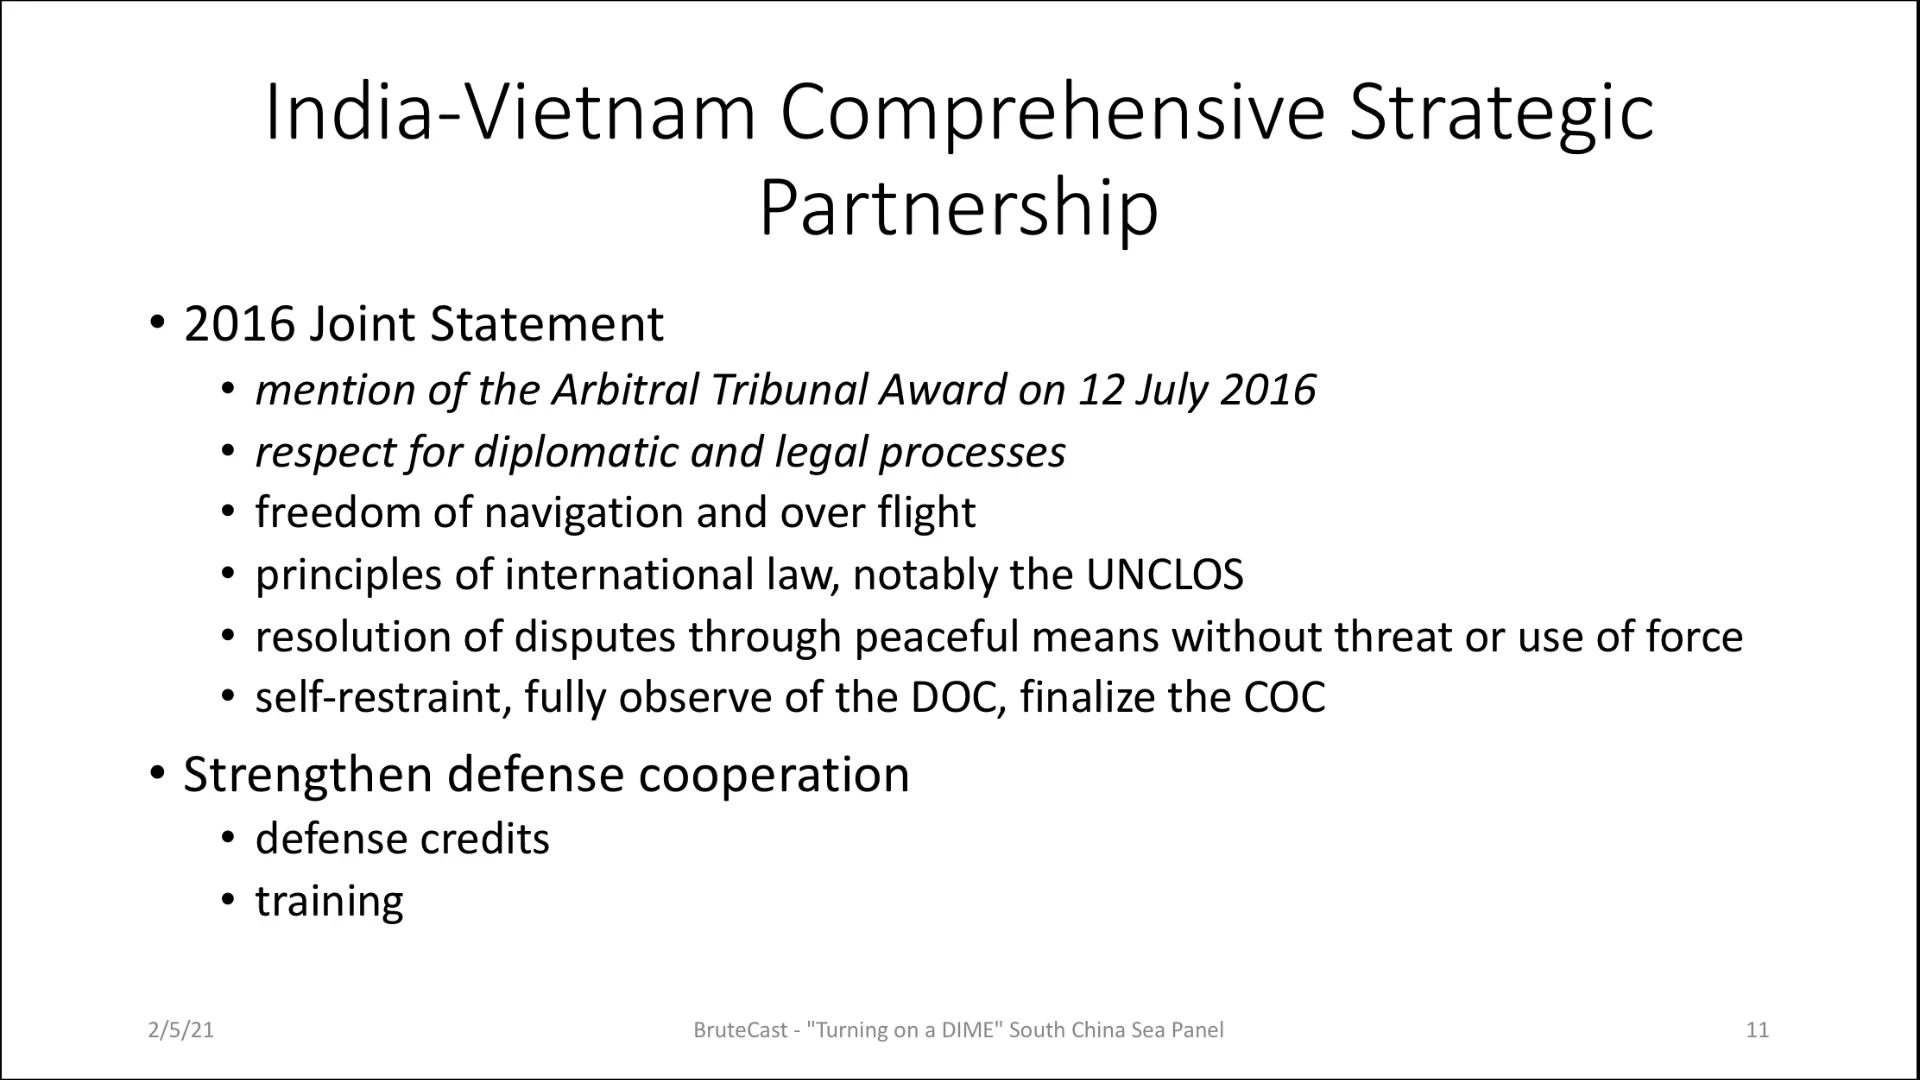 India-Vietnam Comprehensive Strategic
Partnership
• 2016 Joint Statement
• mention of the Arbitral Tribunal Award on 12 July 2016
• respect for diplomatic and legal processes
• freedom of navigation and over flight
• principles of international law, notably the UNCLOS
• resolution of disputes through peaceful means without threat or use of force
• self-restraint, fully observe of the DOC, finalize the COC
• Strengthen defense cooperation
• defense credits
• training
2/5/21
BruteCast - "Turning on a DIME" South China Sea Panel
11